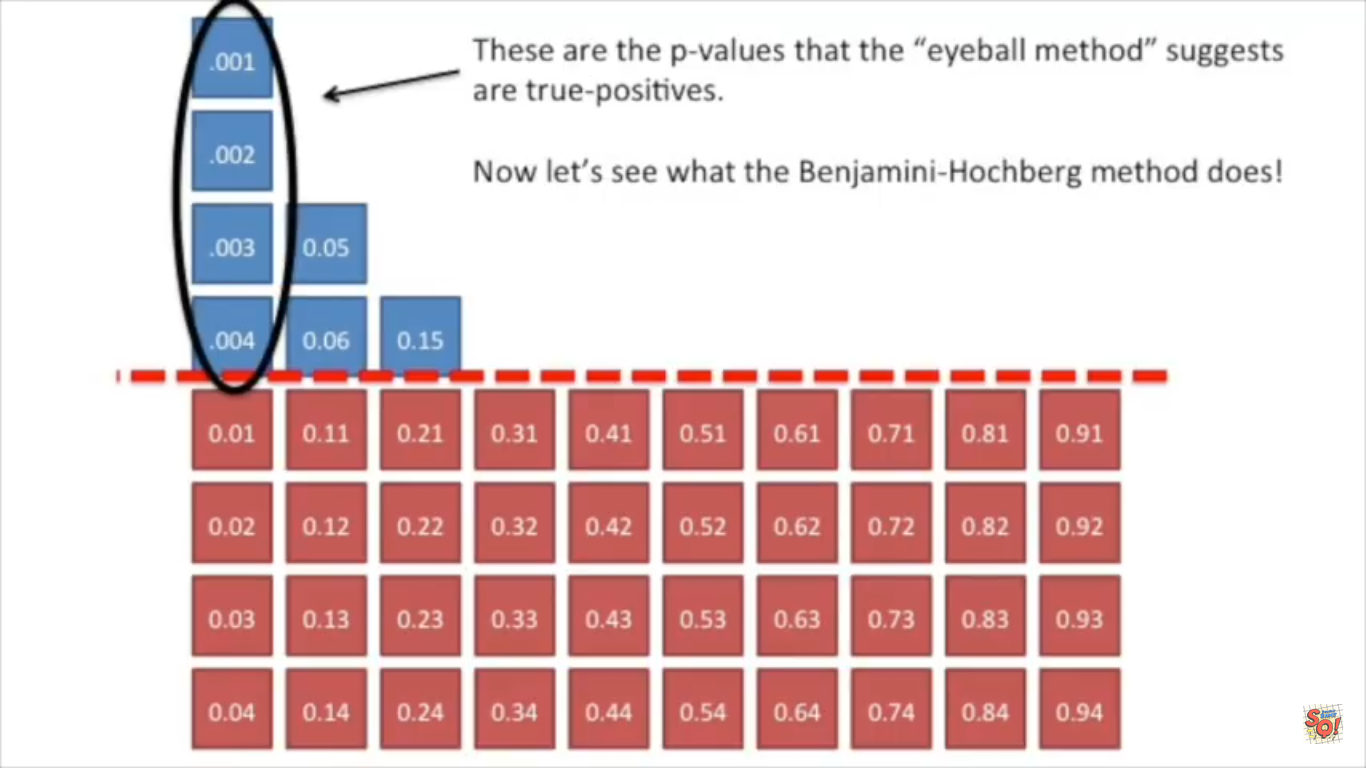 These are the p-values that the “eyeball method” suggests
are true-positives.
Now let’s see what the Benjamini-Hochberg method does!
.001
.002
.003 0.05
.004 0.06 0.15
0.01 0.11 0.21 0.31 0.41 0.51 0.61 0.71 0.81 0.91
0.02 0.12 0.22 0.32 0.42 0.52 0.62 0.72 0.82 0.92
0.03 0.13 0.23 0.33 0.43 0.53 0.63 0.73 0.83 0.93
0.04 0.14 0.24 0.34 0.44 0.54 0.64 0.74 0.84 0.94
SQ!